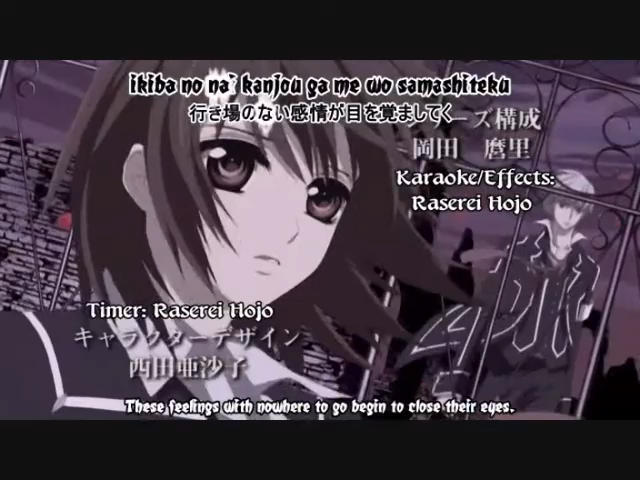 ikiba no nai kanjou ga me wo samashiteku
行き場のない感情が目を覚ましてく
ーズ構成
岡田 麿里
Karaoke/Effects:
Raserei Hojo
Timer: Raserei Hojo
キャラクターデザイン
西田亜沙子
These feelings with nowhere to go begin to close their eyes.